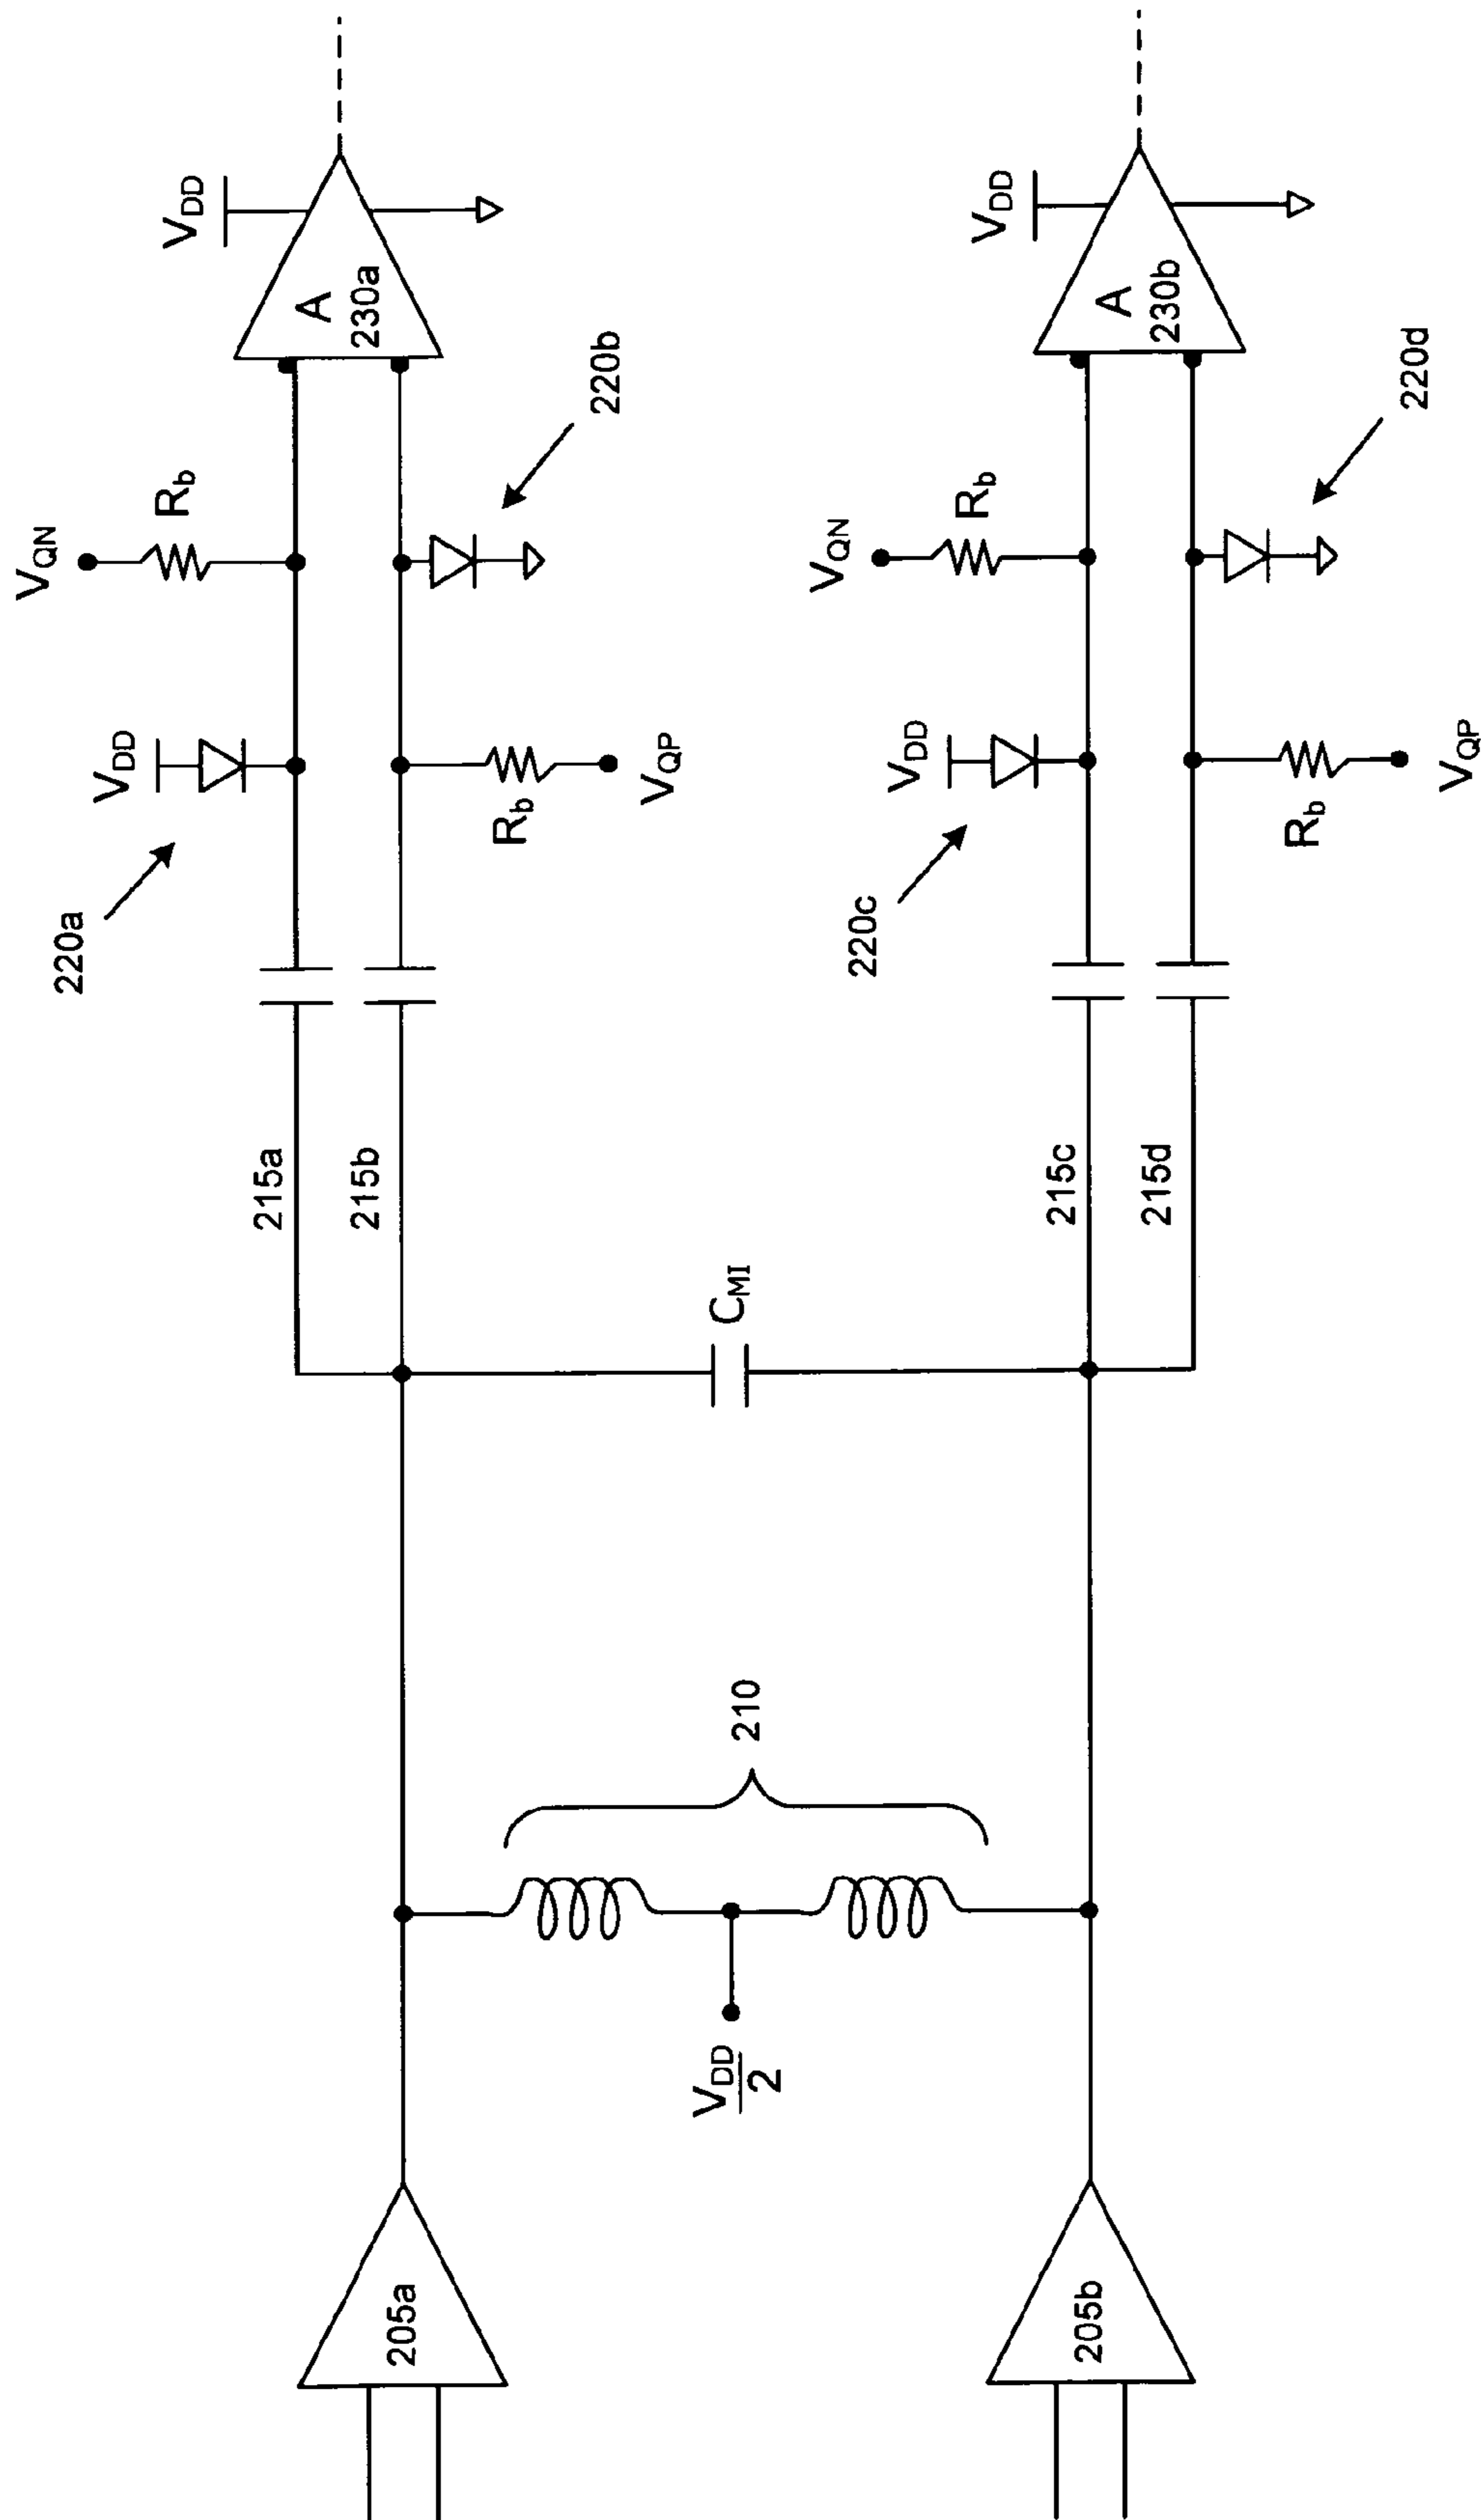 VQN
220a
VDD
Rb
VDD
215a
A
230a
215b
205a
Rb
220b
VQP
VDD
2
210
CMI
VQN
220c
VDD
Rb
VDD
215c
205b
A
230b
215d
Rb
220d
VQP